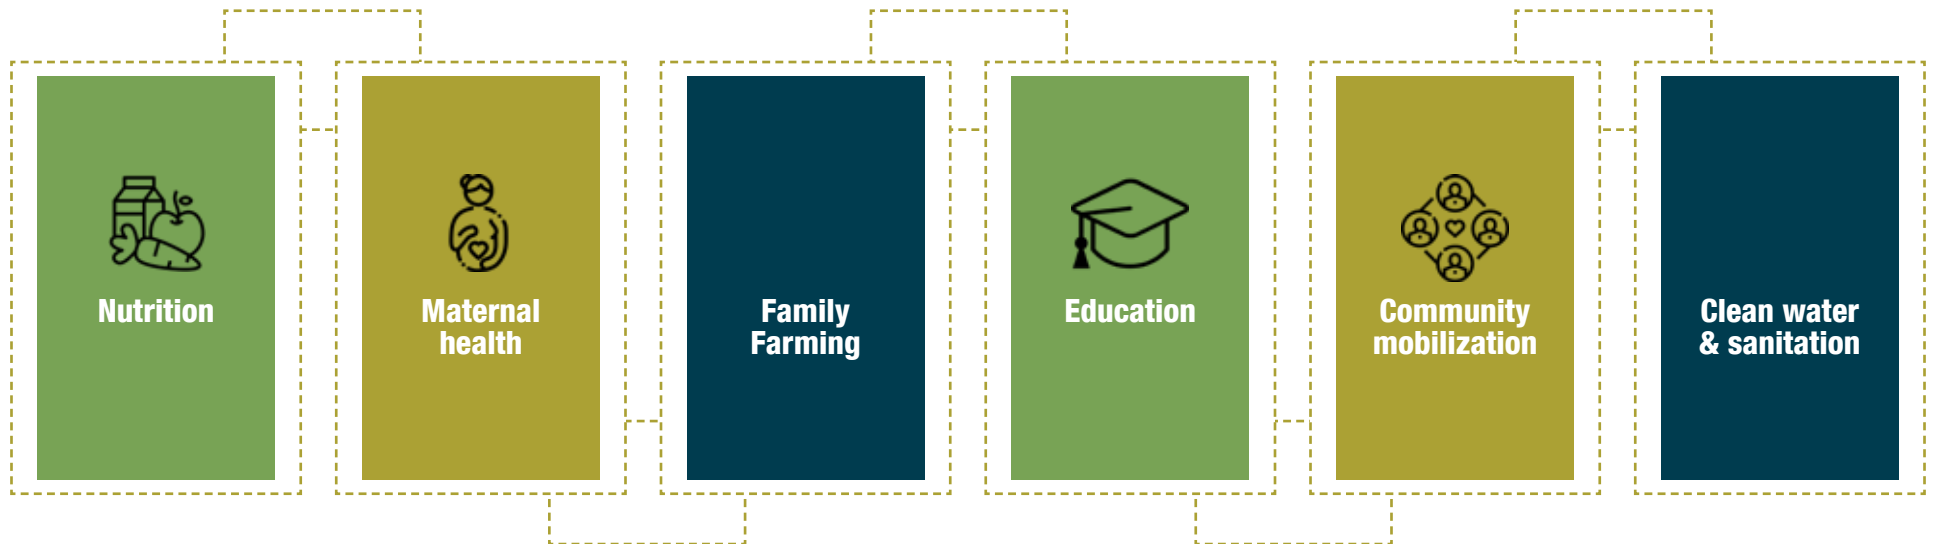 Nutrition
Maternal
health
Family
Farming
Education
Community
mobilization
Clean water
& sanitation